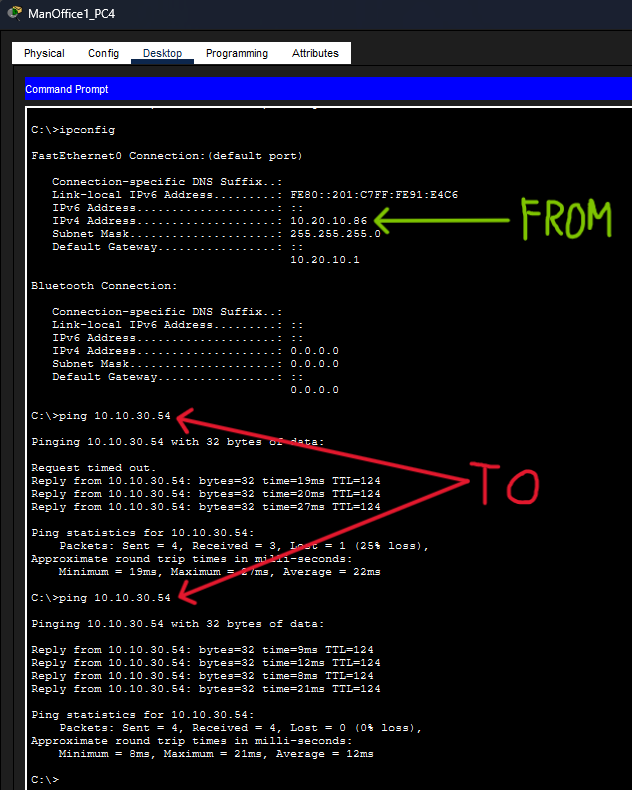 ManOffice1_PC4
Physical Config Desktop Programming Attributes
Command Prompt
C:\>ipconfig
FastEthernet0 Connection:(default port)
Connection-specific DNS Suffix..:
Link-local IPv6 Address.........: FE80::201:C7FF:FE91:E4C6
IPv6 Address....................: ::
IPv4 Address....................: 10.20.10.86
FROM
Subnet Mask.....................: 255.255.255.0
Default Gateway.................: ::
10.20.10.1
Bluetooth Connection:
Connection-specific DNS Suffix..:
Link-local IPv6 Address.........: ::
IPv6 Address....................: ::
IPv4 Address....................: 0.0.0.0
Subnet Mask.....................: 0.0.0.0
Default Gateway.................: ::
0.0.0.0
C:\>ping 10.10.30.54
Pinging 10.10.30.54 with 32 bytes of data:
Request timed out.
Reply from 10.10.30.54: bytes=32 time=19ms TTL=124
TO
Reply from 10.10.30.54: bytes=32 time=20ms TTL=124
Reply from 10.10.30.54: bytes=32 time=27ms TTL=124
Ping statistics for 10.10.30.54:
Packets: Sent = 4, Received = 3, Lost = 1 (25% loss),
Approximate round trip times in milli-seconds:
Minimum = 19ms, Maximum = 27ms, Average = 22ms
C:\>ping 10.10.30.54
Pinging 10.10.30.54 with 32 bytes of data:
Reply from 10.10.30.54: bytes=32 time=9ms TTL=124
Reply from 10.10.30.54: bytes=32 time=12ms TTL=124
Reply from 10.10.30.54: bytes=32 time=8ms TTL=124
Reply from 10.10.30.54: bytes=32 time=21ms TTL=124
Ping statistics for 10.10.30.54:
Packets: Sent = 4, Received = 4, Lost = 0 (0% loss),
Approximate round trip times in milli-seconds:
Minimum = 8ms, Maximum = 21ms, Average = 12ms
C:\>